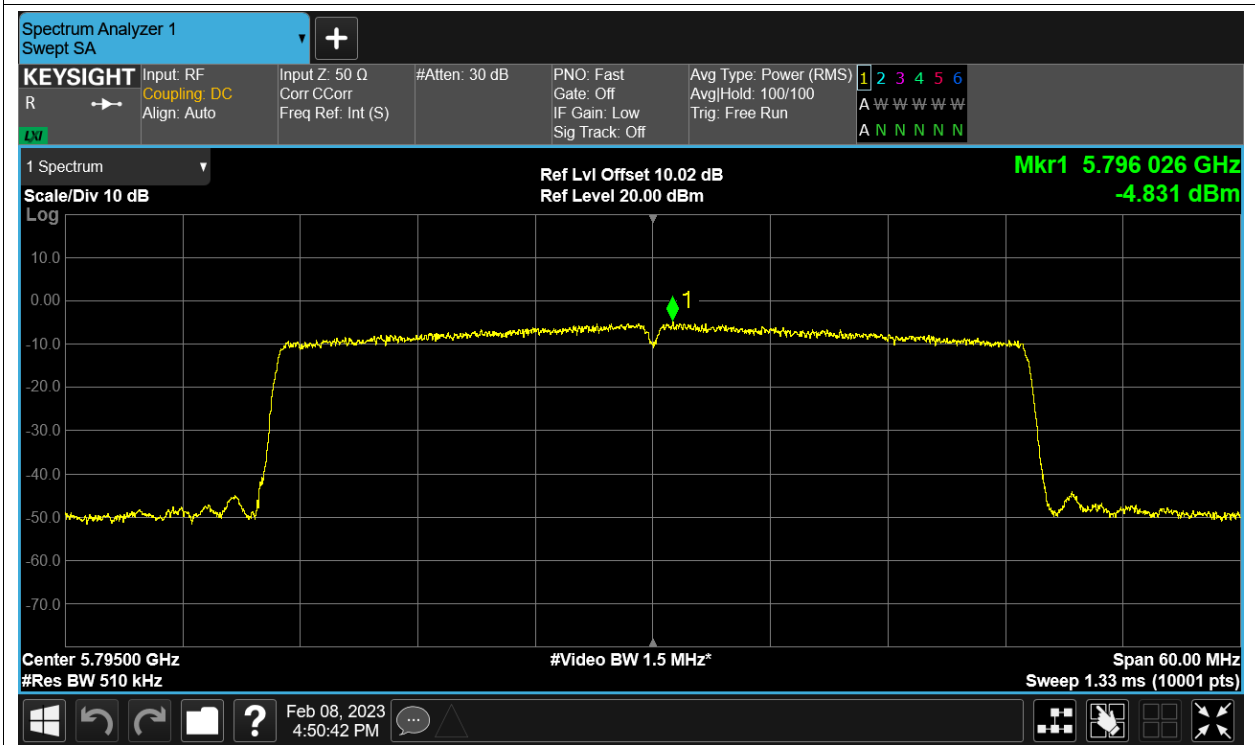 Spectrum Analyzer 1
Swept SA
+
KEYSIGHT
R
LXI
Input: RF
Coupling: DC
Align: Auto
Input Z: 50 Ω
Corr CCorr
Freq Ref: Int (S)
#Atten: 30 dB
PNO: Fast
Gate: Off
IF Gain: Low
Sig Track: Off
Avg Type: Power (RMS)
Avg|Hold: 100/100
Trig: Free Run
1 2 3 4 5 6
A W W W W W
A N N N N N
1 Spectrum
Scale/Div 10 dB
Log
Ref Lvl Offset 10.02 dB
Ref Level 20.00 dBm
Mkr1 5.796 026 GHz
-4.831 dBm
10.0
0.00
-10.0
-20.0
-30.0
-40.0
-50.0
-60.0
-70.0
1
Center 5.79500 GHz
#Res BW 510 kHz
#Video BW 1.5 MHz*
Span 60.00 MHz
Sweep 1.33 ms (10001 pts)
?
Feb 08, 2023
4:50:42 PM